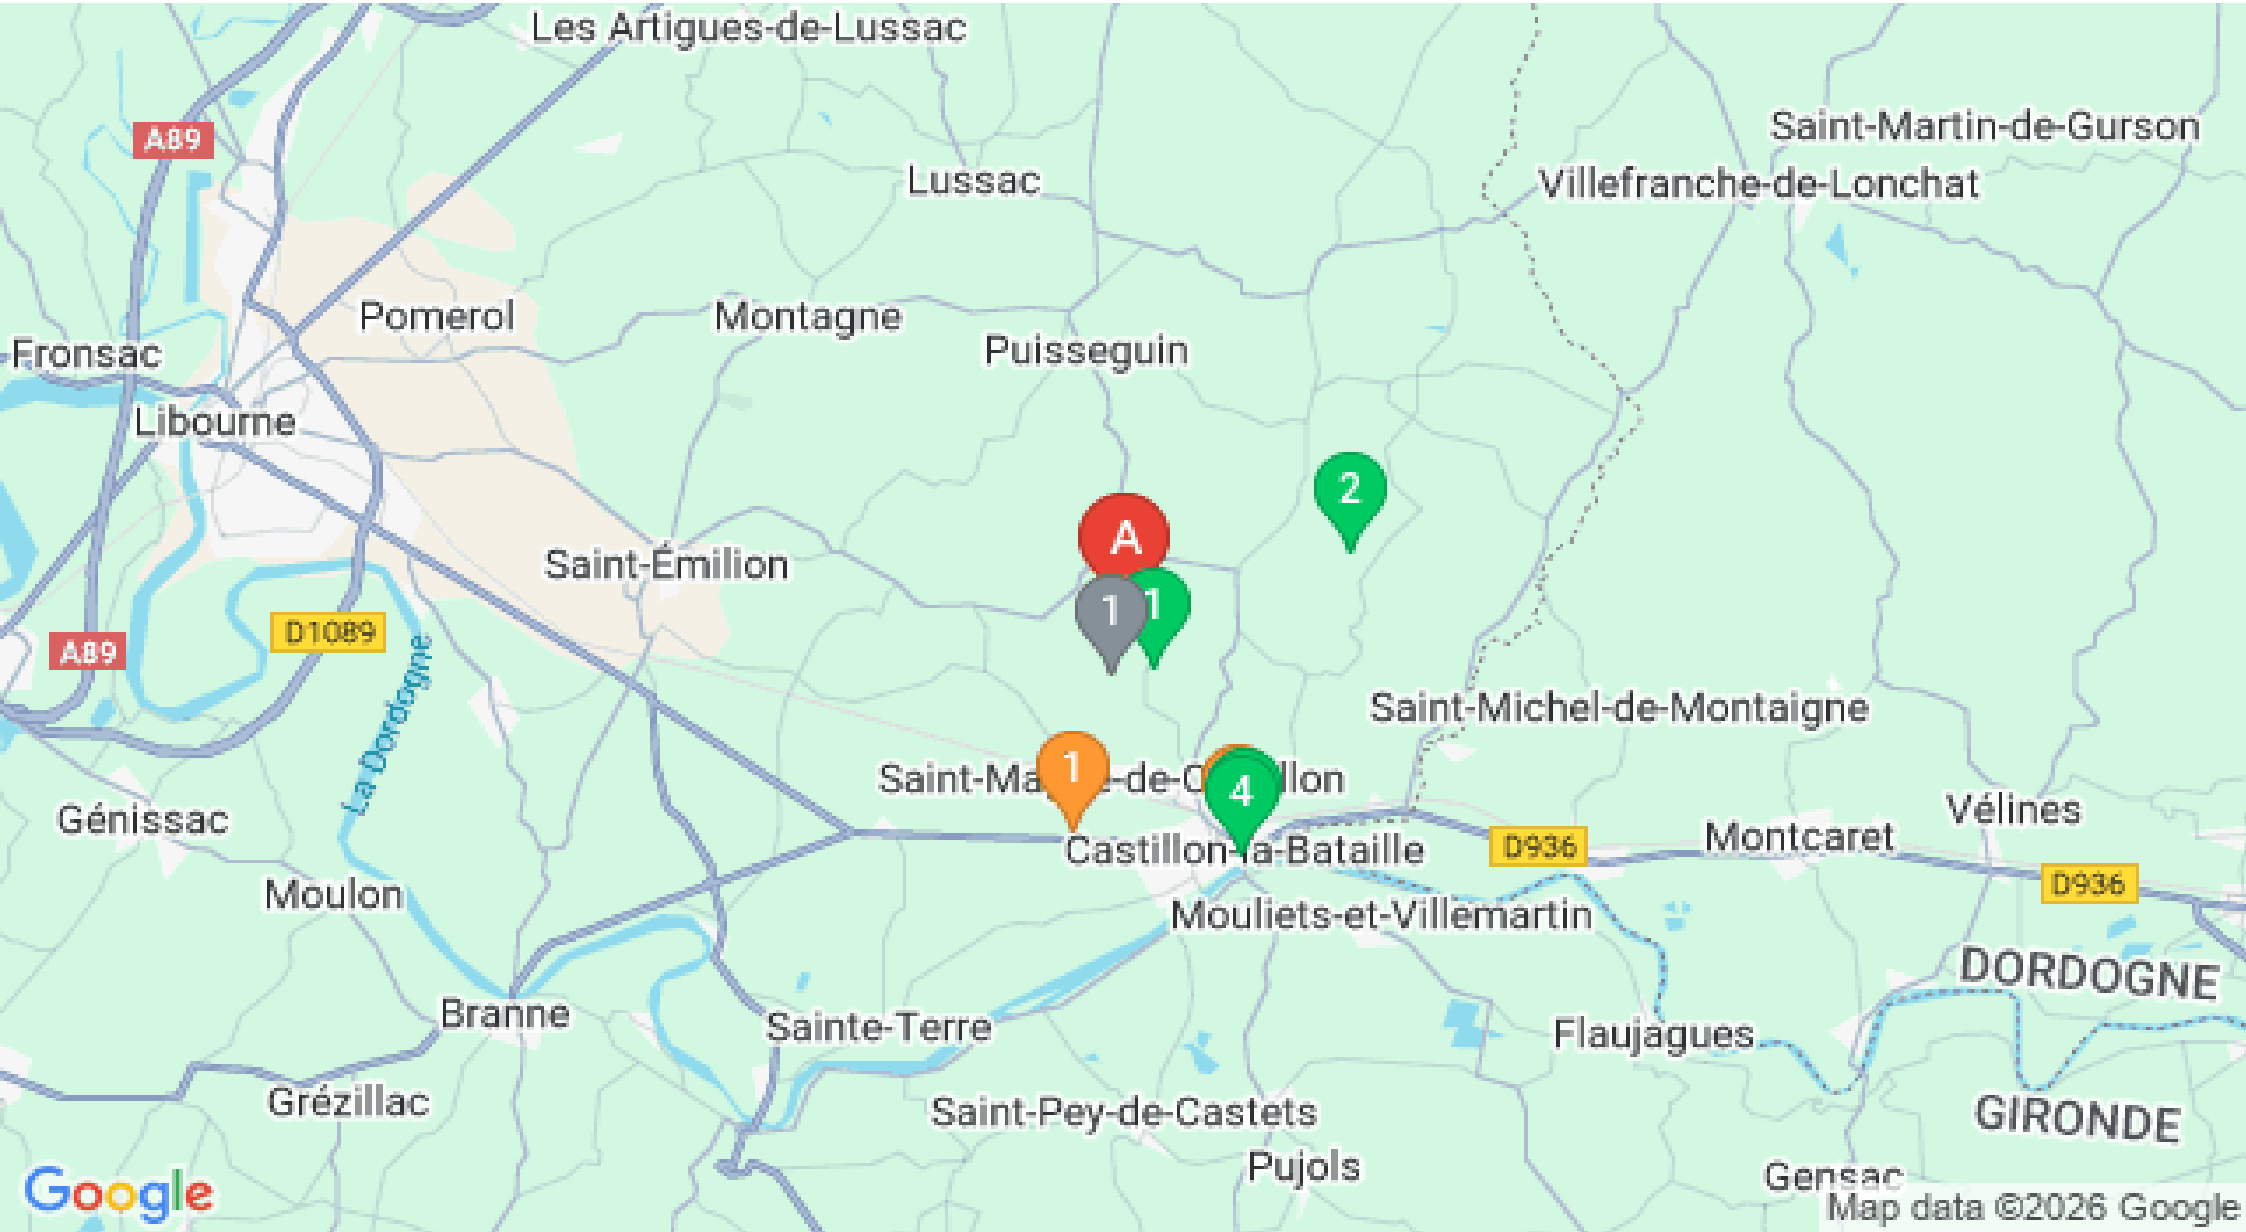 Les Artigues-de-Lussac
A89
Saint-Martin-de-Gurson
Lussac
Villefranche-de-Lonchat
Pomerol
Montagne
Fronsac
Puisseguin
Libourne
2
A
Saint-Émilion
1
1
D1089
A89
La Dordogne
Saint-Michel-de-Montaigne
1
4
Génissac
Vélines
Montcaret
D936
Castillon-la-Bataille
D936
Moulon
Mouliets-et-Villemartin
DORDOGNE
Branne
Sainte-Terre
Flaujagues
Grézillac
Saint-Pey-de-Castets
GIRONDE
Pujols
Gensac
Google
Map data ©2026 Google